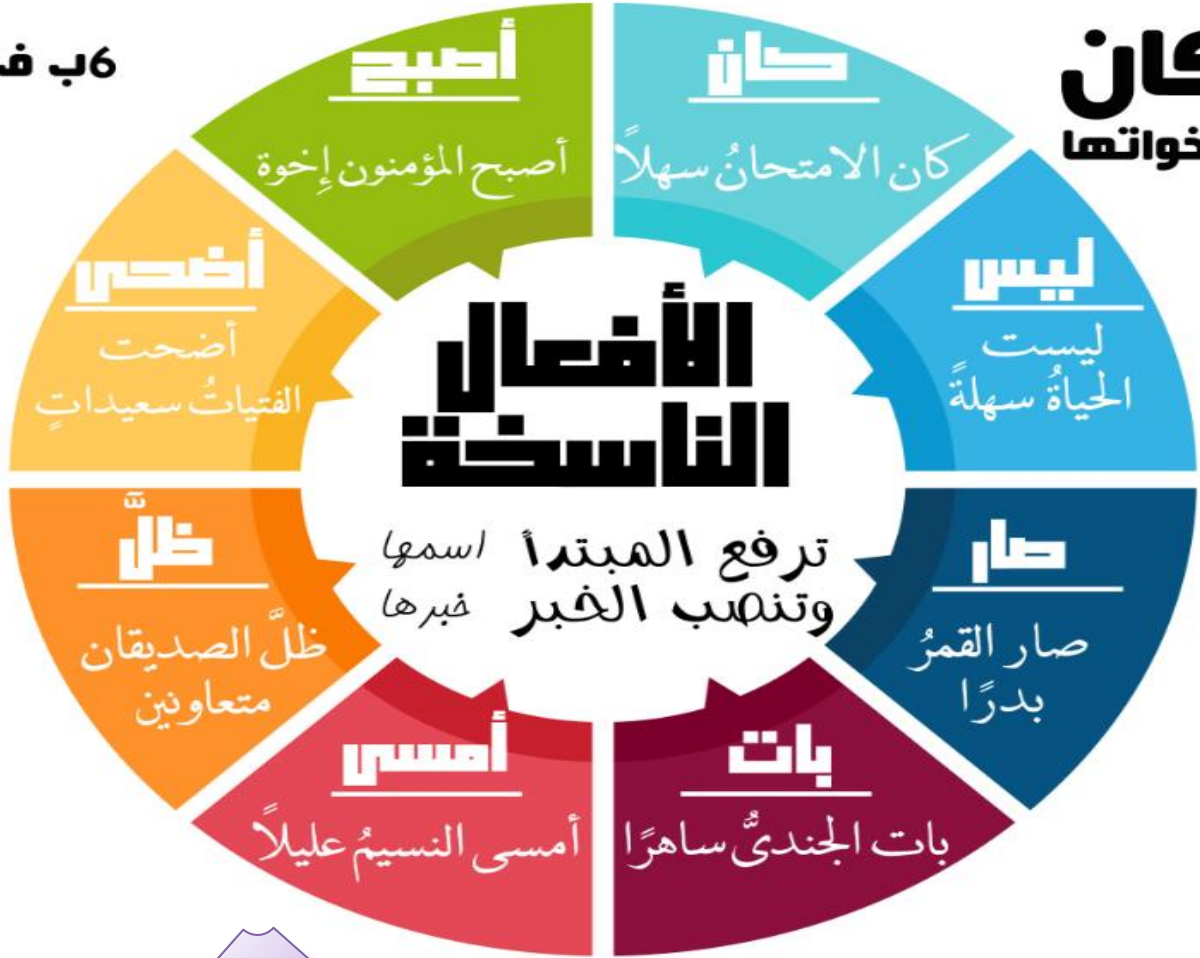 كان
خواتها
6ب ف
كان
كان الامتحانُ سهلاً
ليس
ليست
الحياةُ سهلةً
صار
صار القمرُ
بدرًا
بات
بات الجندىُّ ساهرًا
أمسى
أمسى النسيمُ عليلاً
ظلَّ
ظلَّ الصديقان
متعاونين
أضحى
أضحت
الفتياتُ سعيداتٍ
أصبح
أصبح المؤمنون إِخوة
الأفعال
الناسخة
ترفع المبتدأ اسمها
وتنصب الخبر خبرها